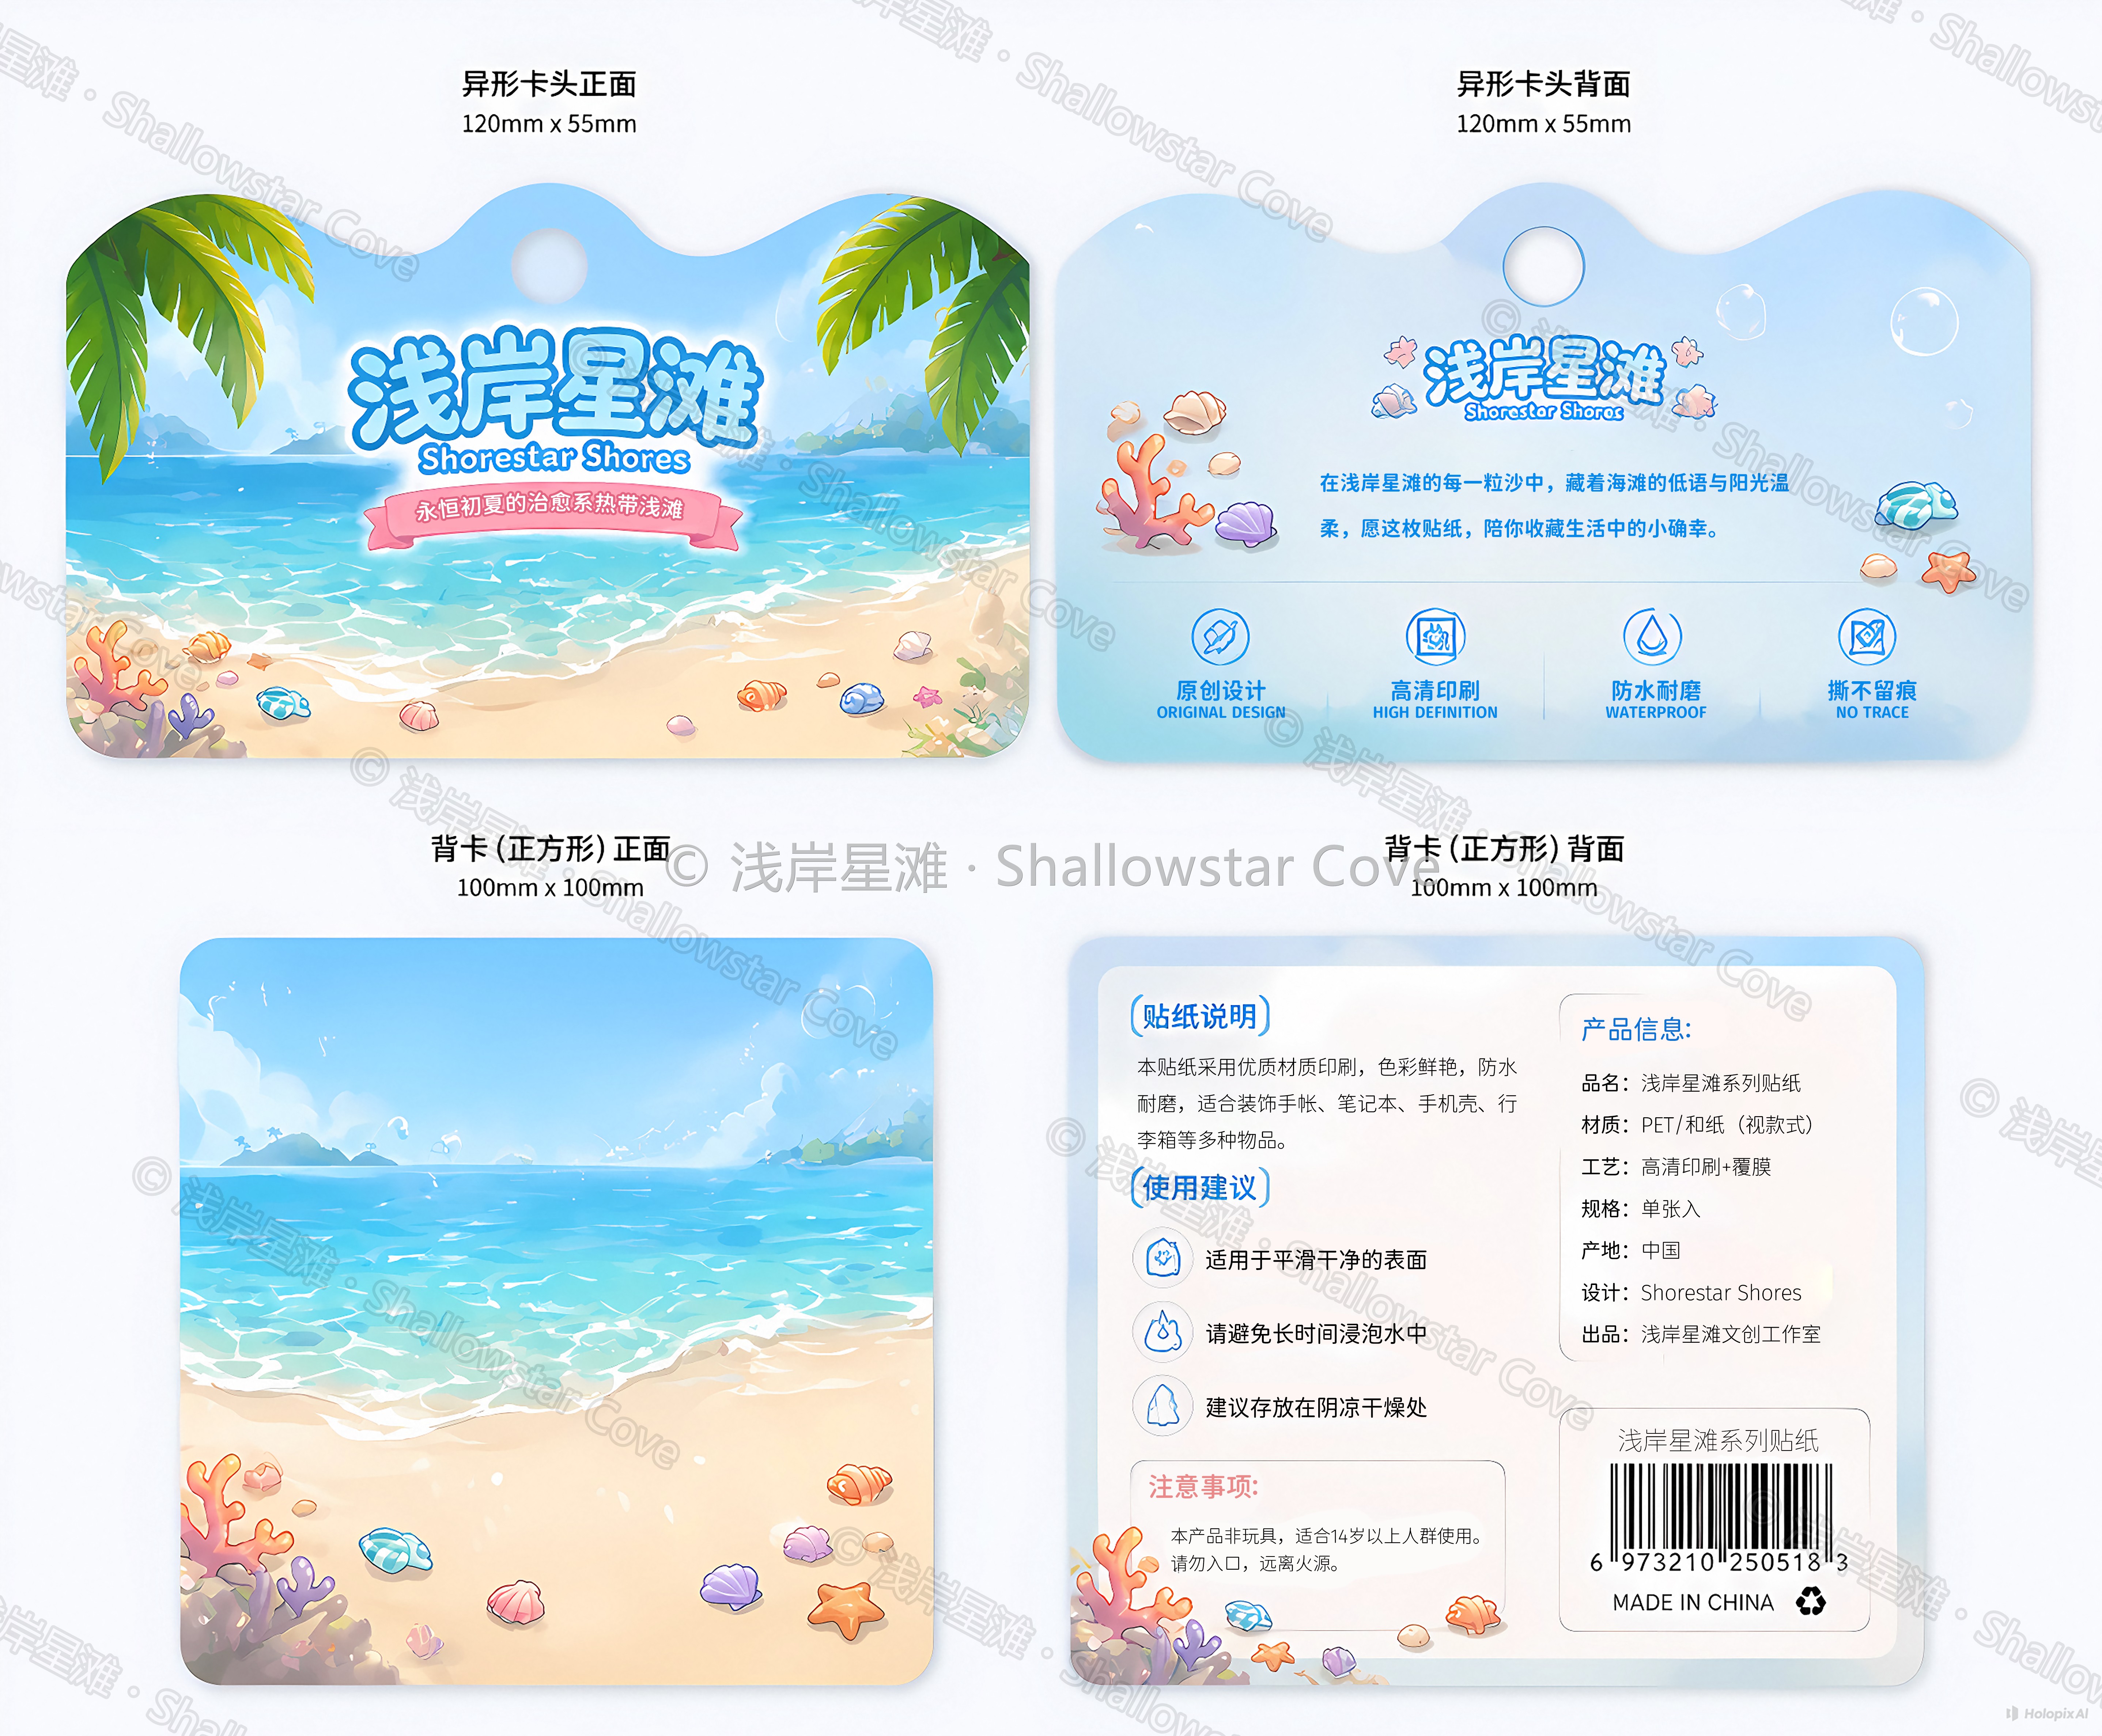 异形卡头正面
120mm x 55mm
异形卡头背面
120mm x 55mm
浅岸星滩
Shorestar Shores
永恒初夏的治愈系热带浅滩
浅岸星滩
Shorestar Shores
在浅岸星滩的每一粒沙中，藏着海滩的低语与阳光温
柔，愿这枚贴纸，陪你收藏生活中的小确幸。
原创设计
ORIGINAL DESIGN
高清印刷
HIGH DEFINITION
防水耐磨
WATERPROOF
撕不留痕
NO TRACE
背卡（正方形）正面
100mm x 100mm
© 浅岸星滩 · Shallowstar Cove
背卡（正方形）背面
100mm x 100mm
贴纸说明
本贴纸采用优质材质印刷，色彩鲜艳，防水
耐磨，适合装饰手帐、笔记本、手机壳、行
李箱等多种物品。
使用建议
适用于平滑干净的表面
请避免长时间浸泡水中
建议存放在阴凉干燥处
注意事项:
本产品非玩具，适合14岁以上人群使用。
请勿入口，远离火源。
产品信息:
品名：浅岸星滩系列贴纸
材质：PET/和纸（视款式）
工艺：高清印刷+覆膜
规格：单张入
产地：中国
设计：Shorestar Shores
出品：浅岸星滩文创工作室
浅岸星滩系列贴纸
6 973210 250518 3
MADE IN CHINA
© 浅岸星滩 · Shallowstar Cove
Holopix AI